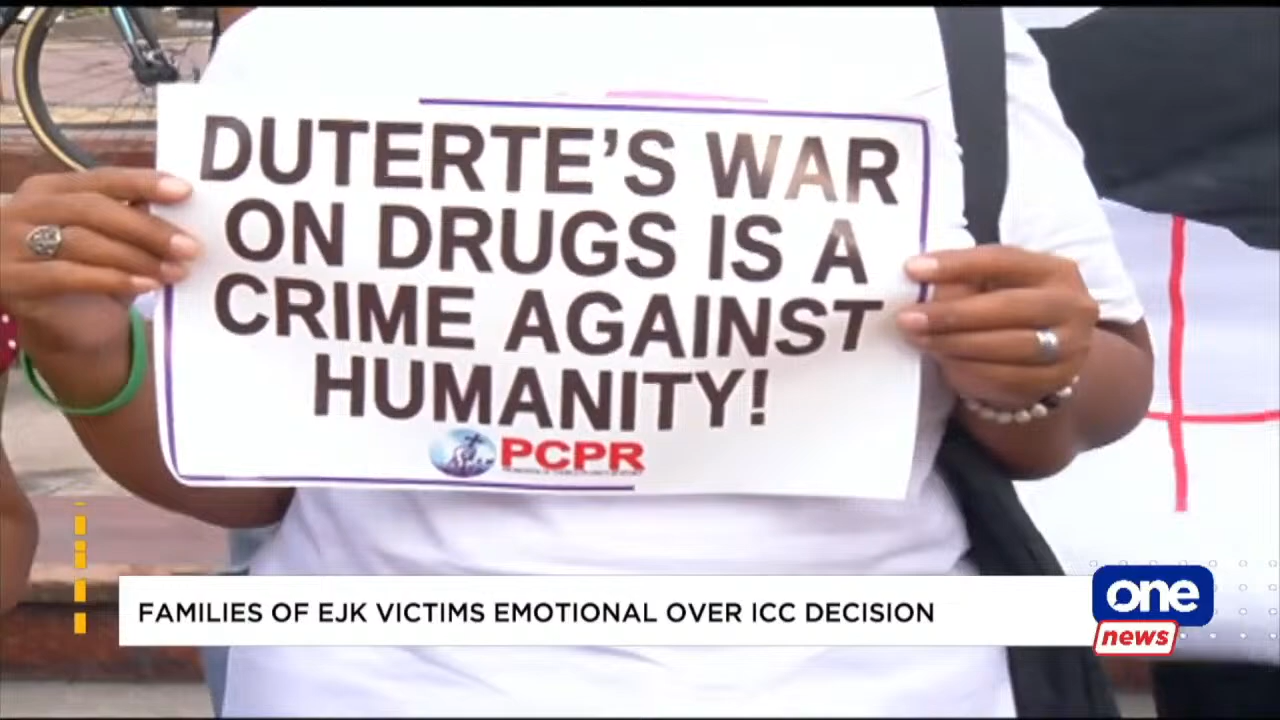 DUTERTE'S WAR
ON DRUGS IS A
CRIME AGAINST
HUMANITY!
PCPR
FAMILIES OF EJK VICTIMS EMOTIONAL OVER ICC DECISION
one
news